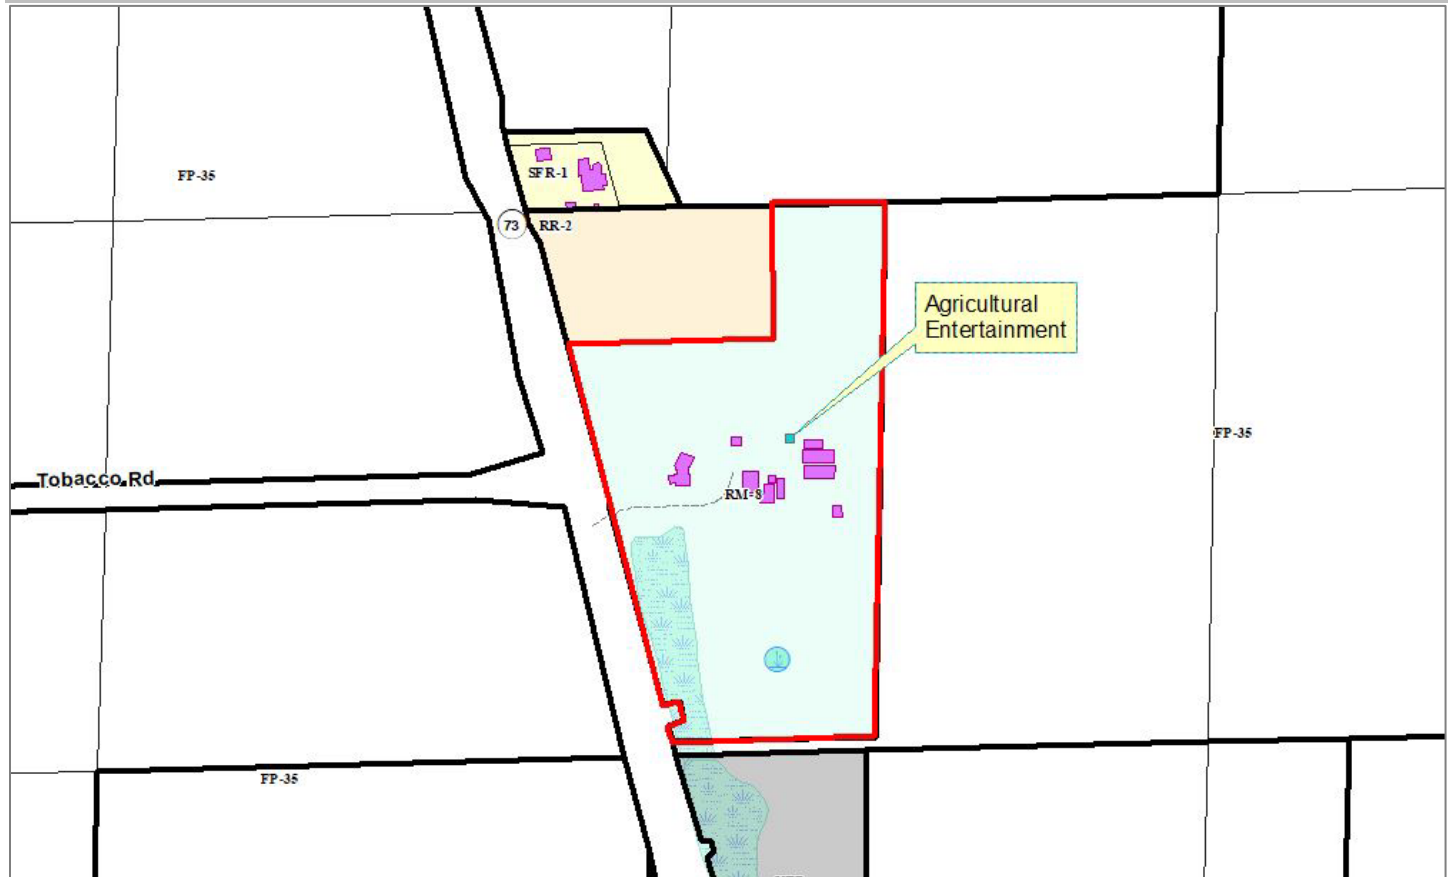 FP-35
SFR-1
73
RR-2
Agricultural
Entertainment
FP-35
Tobacco Rd
RM-8
FP-35